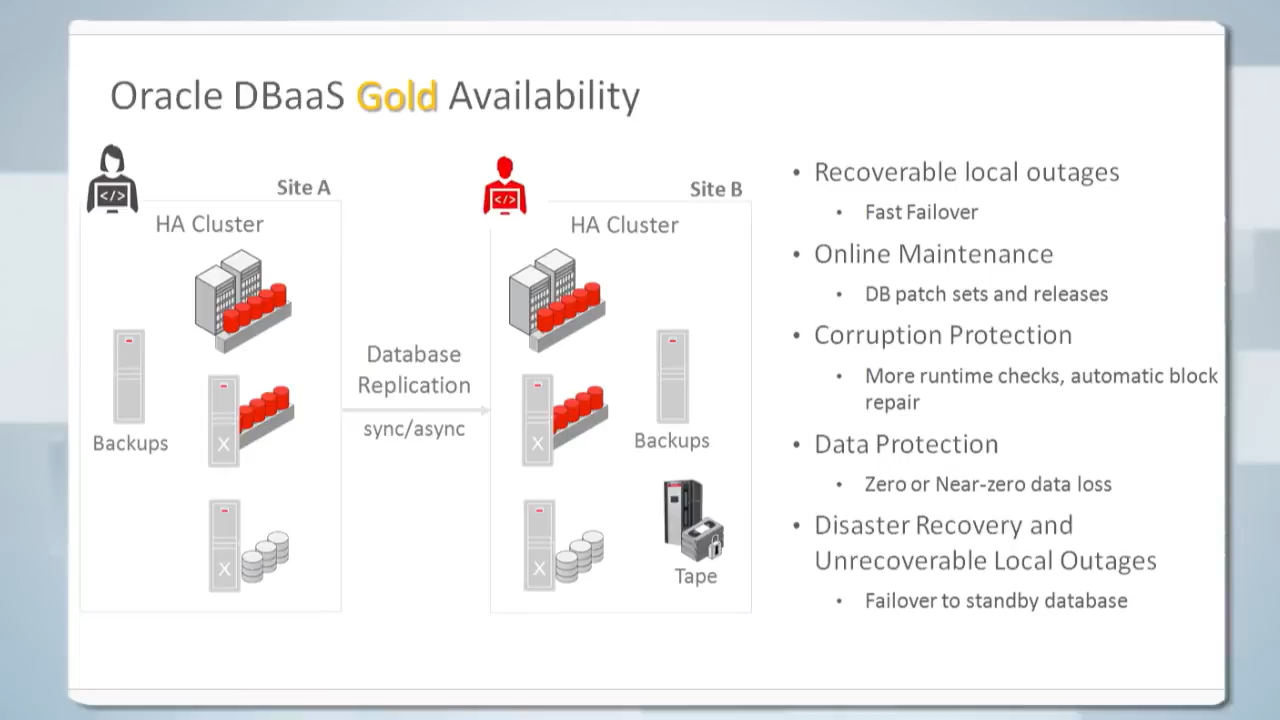 Oracle DBaaS Gold Availability
</>
Site A
HA Cluster
Backups
X
X
Database
Replication
sync/async
</>
Site B
HA Cluster
X
Backups
X
Tape
• Recoverable local outages
• Fast Failover
• Online Maintenance
• DB patch sets and releases
• Corruption Protection
• More runtime checks, automatic block
repair
• Data Protection
• Zero or Near-zero data loss
• Disaster Recovery and
Unrecoverable Local Outages
• Failover to standby database